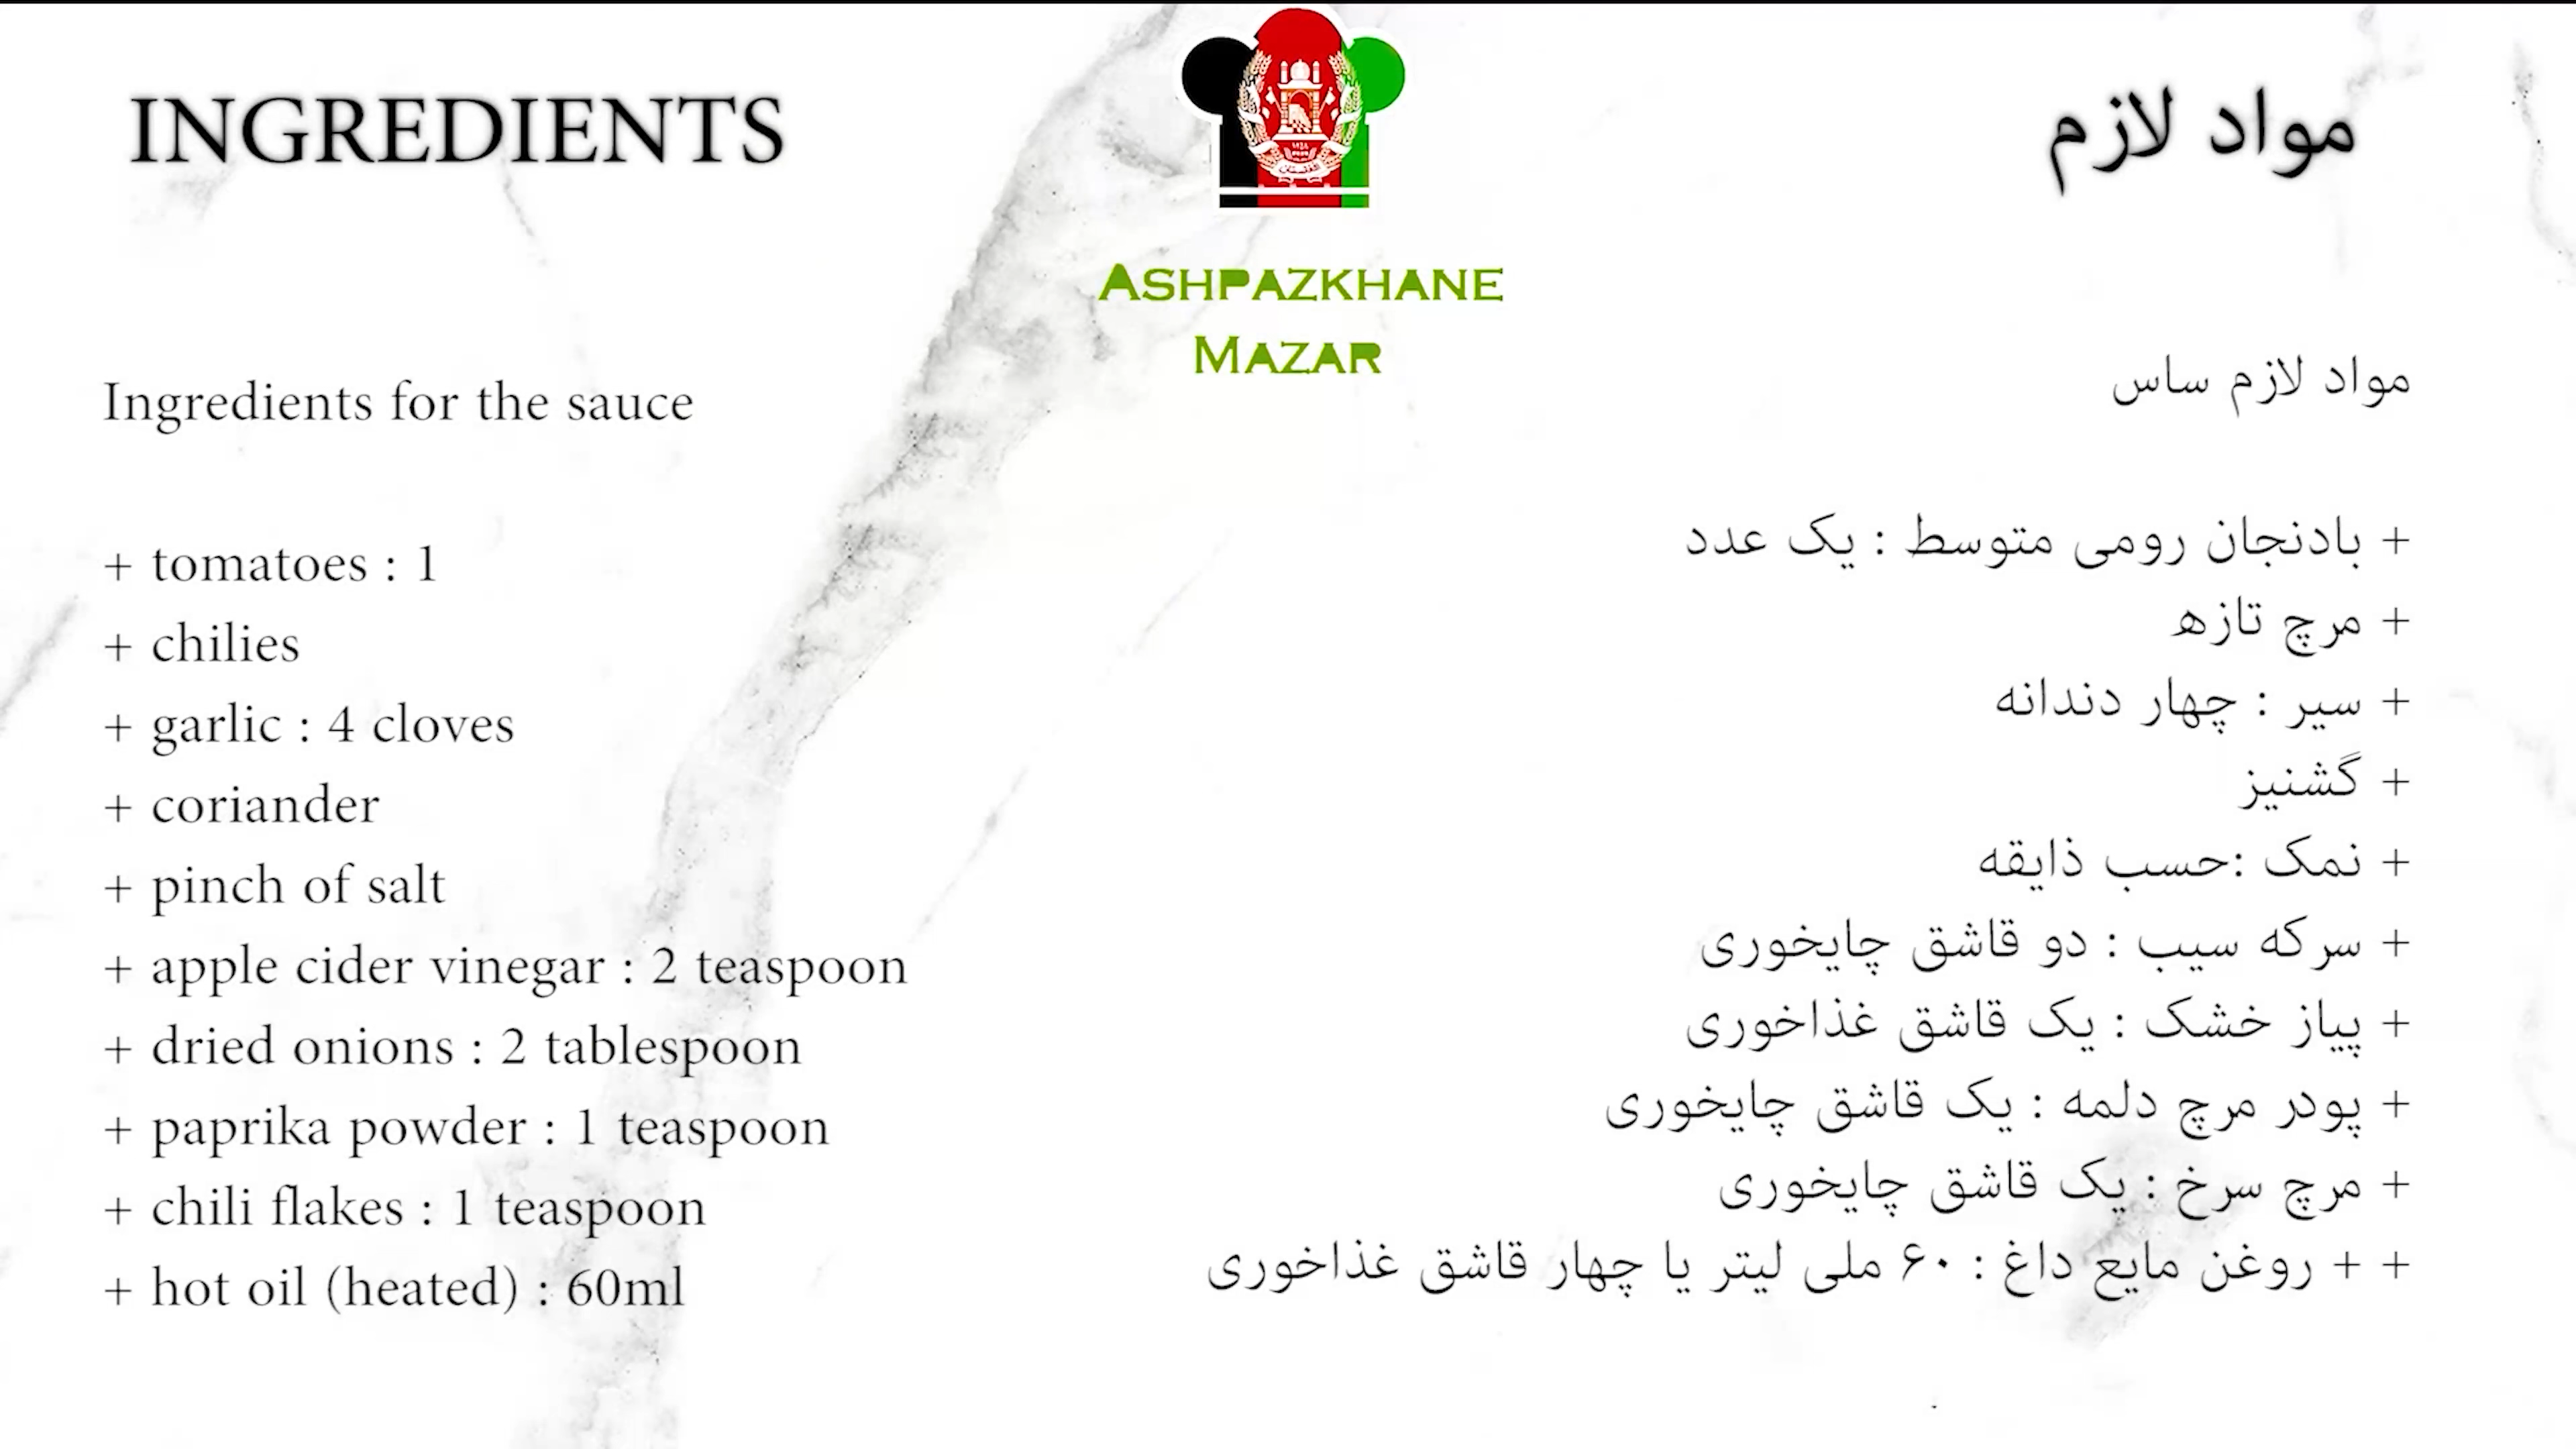 INGREDIENTS
Ingredients for the sauce
+ tomatoes : 1
+ chilies
+ garlic : 4 cloves
+ coriander
+ pinch of salt
+ apple cider vinegar : 2 teaspoon
+ dried onions : 2 tablespoon
+ paprika powder : 1 teaspoon
+ chili flakes : 1 teaspoon
+ hot oil (heated) : 60ml
ASHPAZKHANE
MAZAR
مواد لازم
مواد لازم ساس
+ بادنجان رومی متوسط : یک عدد
+ مرچ تازه
+ سیر : چهار دندانه
+ گشنیز
+ نمک :حسب ذایقه
+ سرکه سیب : دو قاشق چایخوری
+ پیاز خشک : یک قاشق غذاخوری
+ پودر مرچ دلمه : یک قاشق چایخوری
+ مرچ سرخ : یک قاشق چایخوری
+ + روغن مایع داغ : ۶۰ ملی لیتر یا چهار قاشق غذاخوری